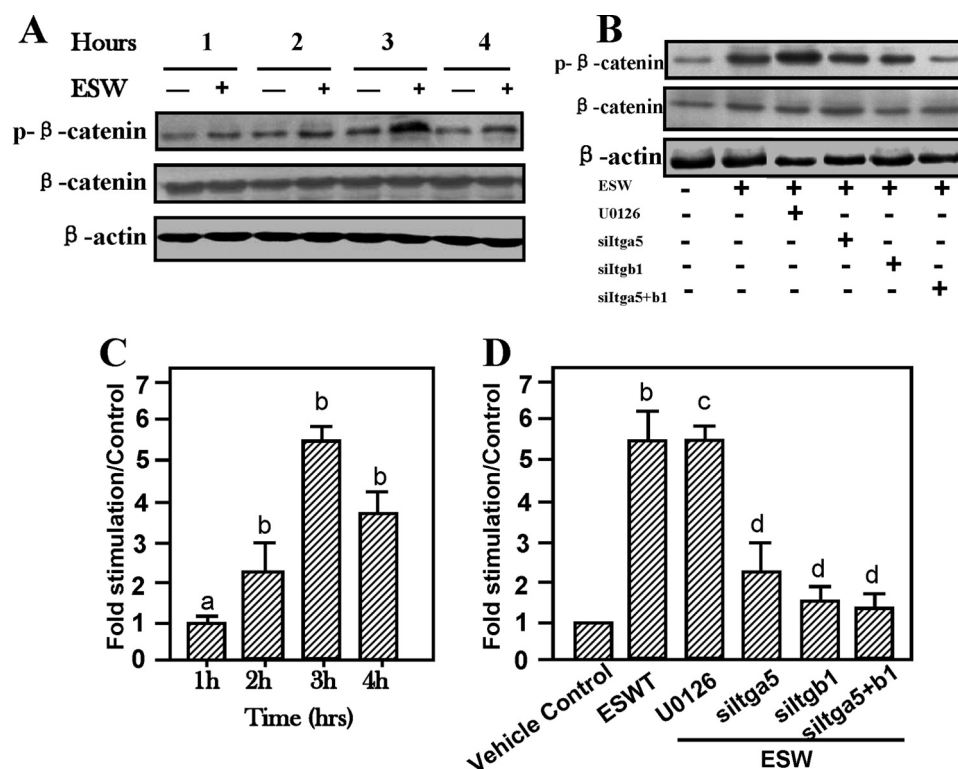 A
Hours 1 2 3 4
ESW — + — + — + — +
p-β-catenin
β-catenin
β-actin
B
p-β-catenin
β-catenin
β-actin
ESW - + + + + +
U0126 - - + - - -
siItga5 - - - + - -
siItgb1 - - - - + -
siItga5+b1 - - - - - +
C
Fold stimulation/Control
7
6
5
4
3
2
1
0
a b b b
1h 2h 3h 4h
Time (hrs)
D
Fold stimulation/Control
7
6
5
4
3
2
1
0
b c d d d
Vehicle Control ESWT U0126 siItga5 siItgb1 siItga5+b1
ESW